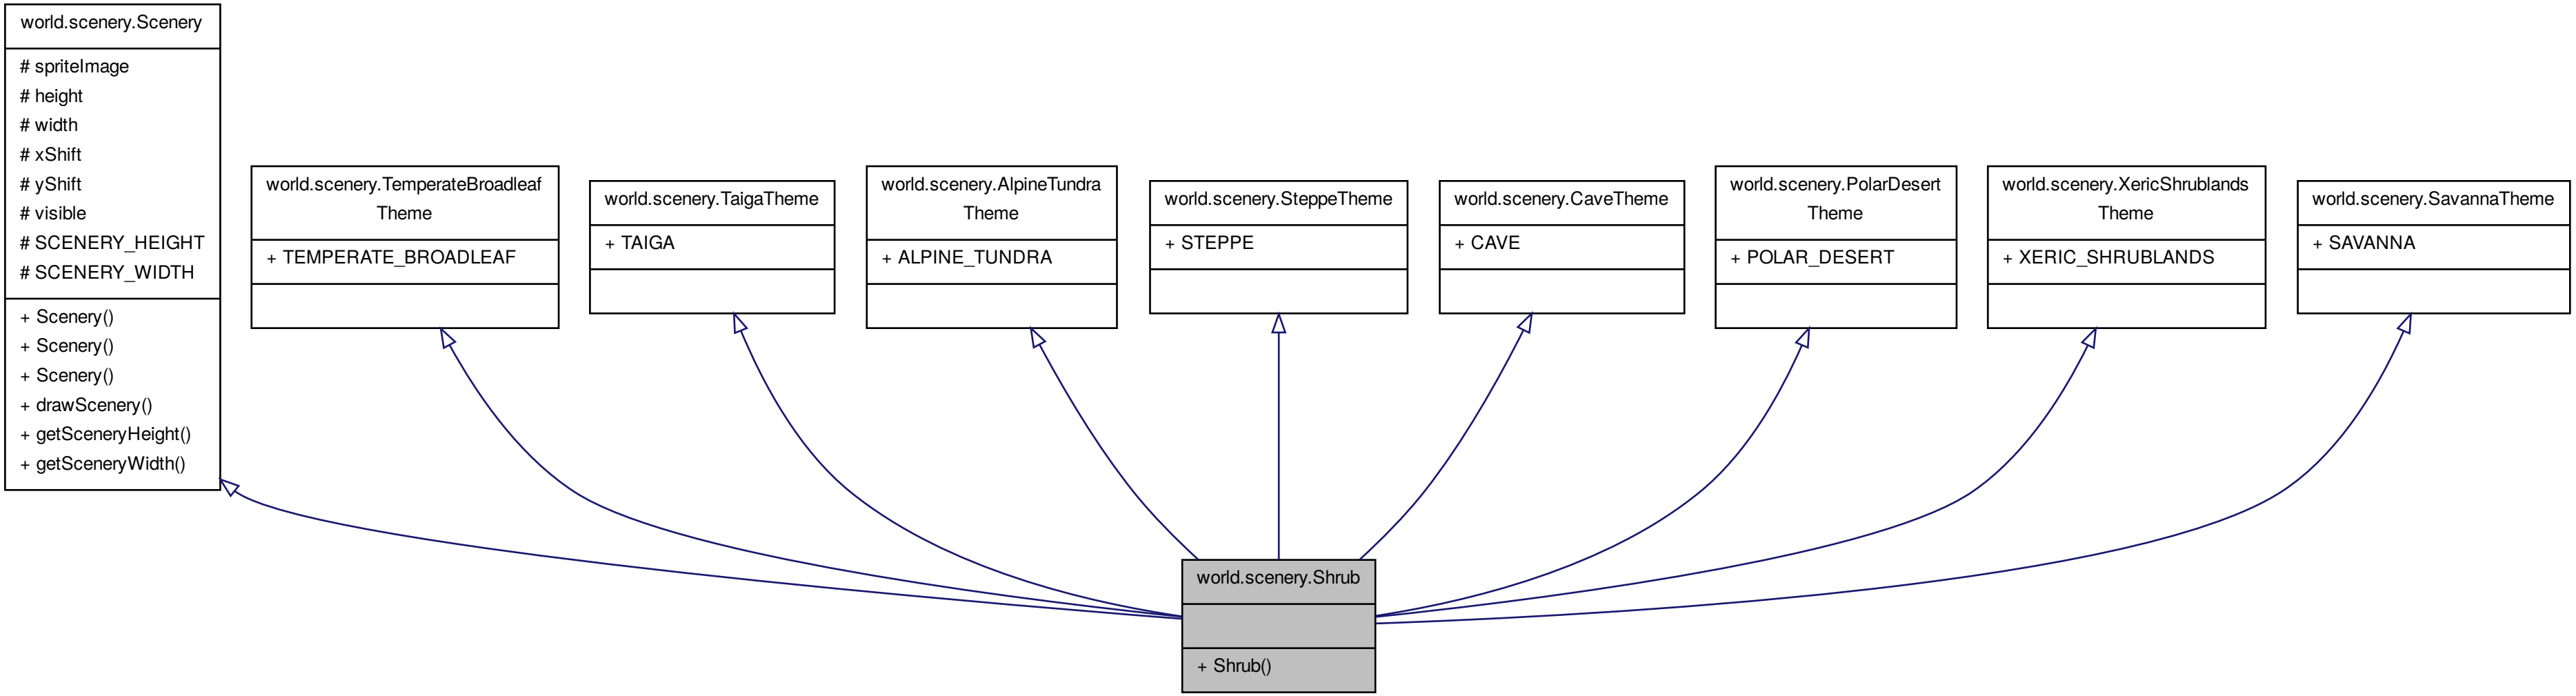 world.scenery.Scenery
# spriteImage
# height
# width
# xShift
# yShift
# visible
# SCENERY_HEIGHT
# SCENERY_WIDTH
+ Scenery()
+ Scenery()
+ Scenery()
+ drawScenery()
+ getSceneryHeight()
+ getSceneryWidth()
world.scenery.TemperateBroadleaf
Theme
+ TEMPERATE_BROADLEAF
world.scenery.TaigaTheme
+ TAIGA
world.scenery.AlpineTundra
Theme
+ ALPINE_TUNDRA
world.scenery.SteppeTheme
+ STEPPE
world.scenery.CaveTheme
+ CAVE
world.scenery.PolarDesert
Theme
+ POLAR_DESERT
world.scenery.XericShrublands
Theme
+ XERIC_SHRUBLANDS
world.scenery.SavannaTheme
+ SAVANNA
world.scenery.Shrub
+ Shrub()